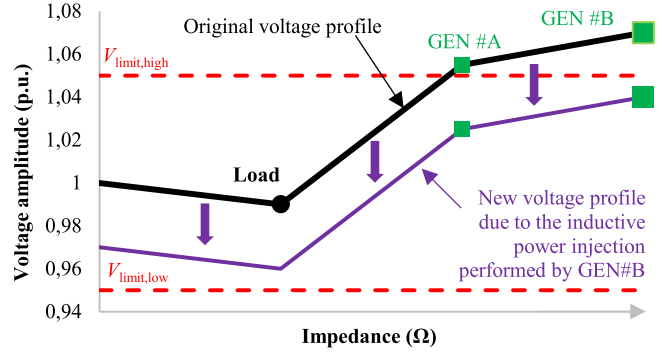 Original voltage profile
GEN #A
GEN #B
V limit,high
Load
New voltage profile
due to the inductive
power injection
performed by GEN#B
V limit,low
Voltage amplitude (p.u.)
1,08
1,06
1,04
1,02
1
0,98
0,96
0,94
Impedance (Ω)